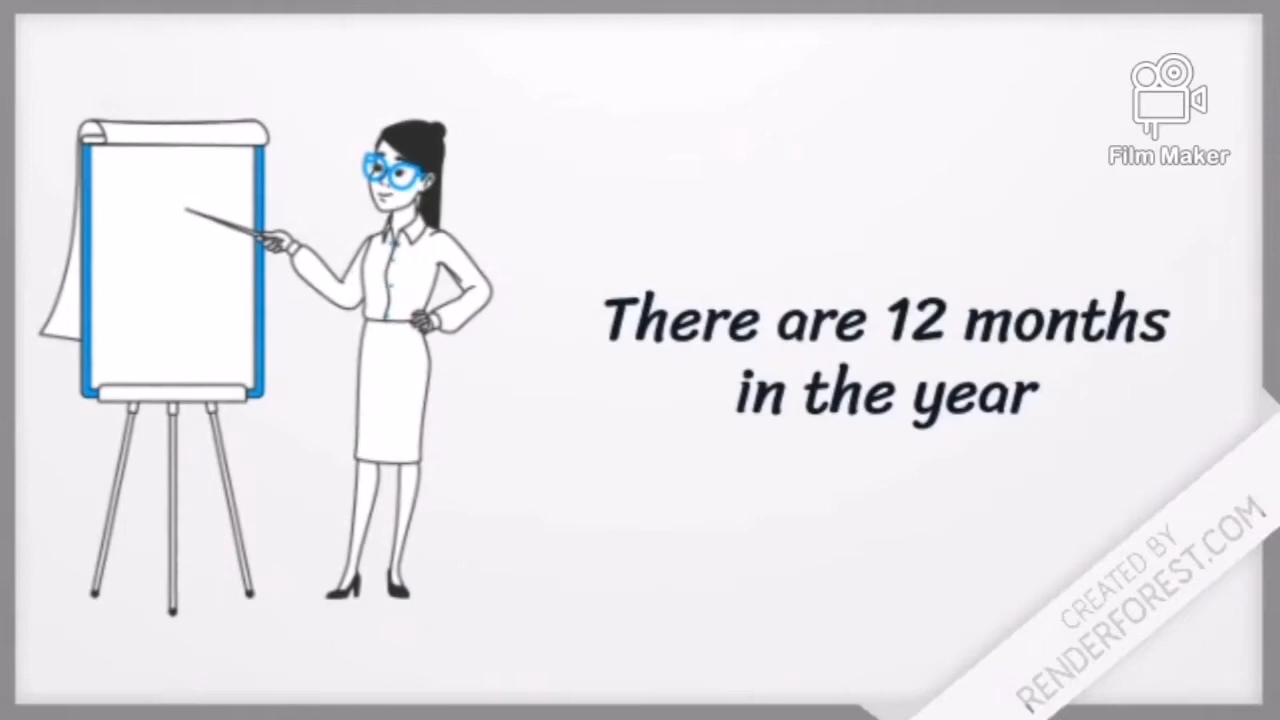 Film Maker
There are 12 months
in the year
CREATED BY
RENDERFOREST.COM